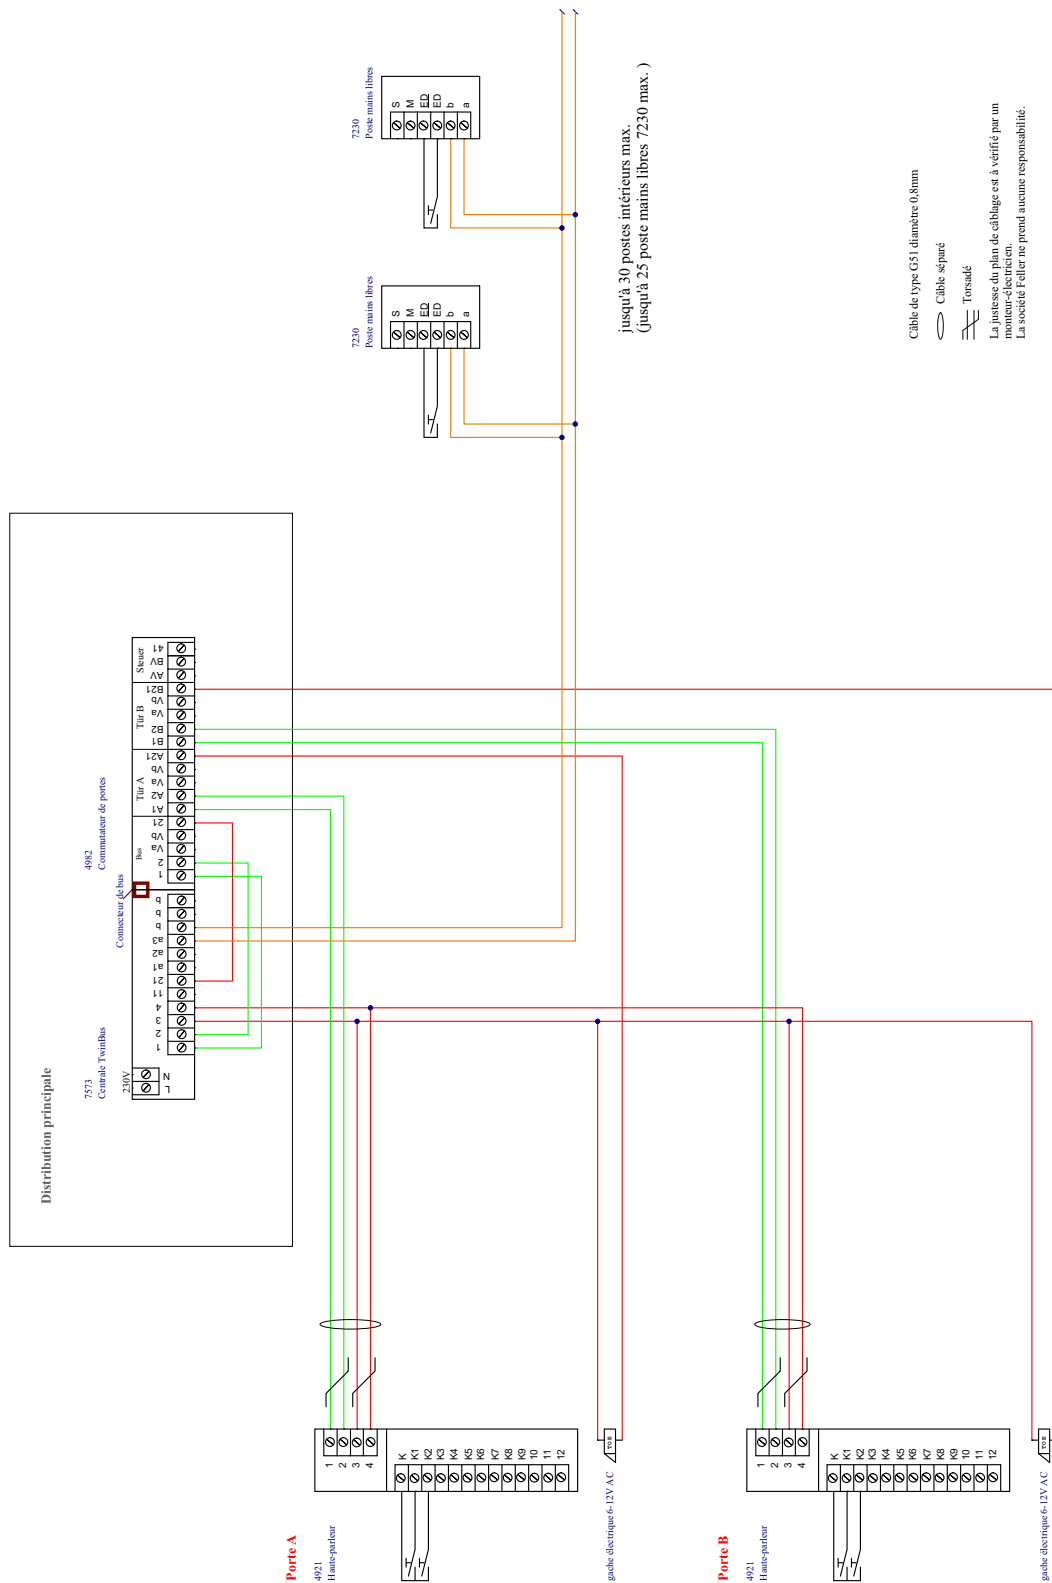 Distribution principale
7573
Centrale TwinBus
230V
L
N
Connecteur de bus
4982
Commutateur de portes
1
2
3
4
11
21
a1
a2
a3
b
b
b
Bus
1
2
Va
Vb
21
Tür A
A1
A2
Va
Vb
A21
Tür B
B1
B2
Va
Vb
B21
Steuer
AV
BV
41
7230
Poste mains libres
S
M
ED
ED
b
a
7230
Poste mains libres
S
M
ED
ED
b
a
jusqu'à 30 postes intérieurs max.
(jusqu'à 25 poste mains libres 7230 max. )
Porte A
4921
Haute-parleur
1
2
3
4
K
K1
K2
K3
K4
K5
K6
K7
K8
K9
10
11
12
gache électrique 6-12V AC
TOE
Porte B
4921
Haute-parleur
1
2
3
4
K
K1
K2
K3
K4
K5
K6
K7
K8
K9
10
11
12
gache électrique 6-12V AC
TOE
Câble de type G51 diamètre 0,8mm
Câble séparé
Torsadé
La justesse du plan de câblage est à vérifié par un
monteur-électricien.
La société Feller ne prend aucune responsabilité.